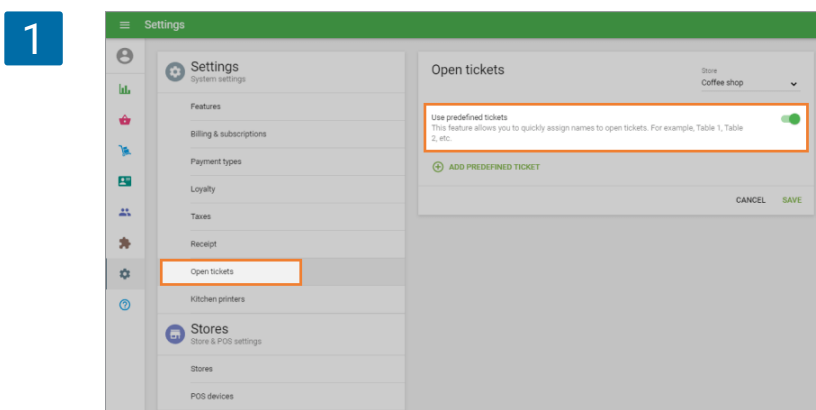 1
Settings
Settings
System settings
Features
Billing & subscriptions
Payment types
Loyalty
Taxes
Receipt
Open tickets
Kitchen printers
Stores
Store & POS settings
Stores
POS devices
Open tickets
Store
Coffee shop
Use predefined tickets
This feature allows you to quickly assign names to open tickets. For example, Table 1, Table
2, etc.
ADD PREDEFINED TICKET
CANCEL SAVE